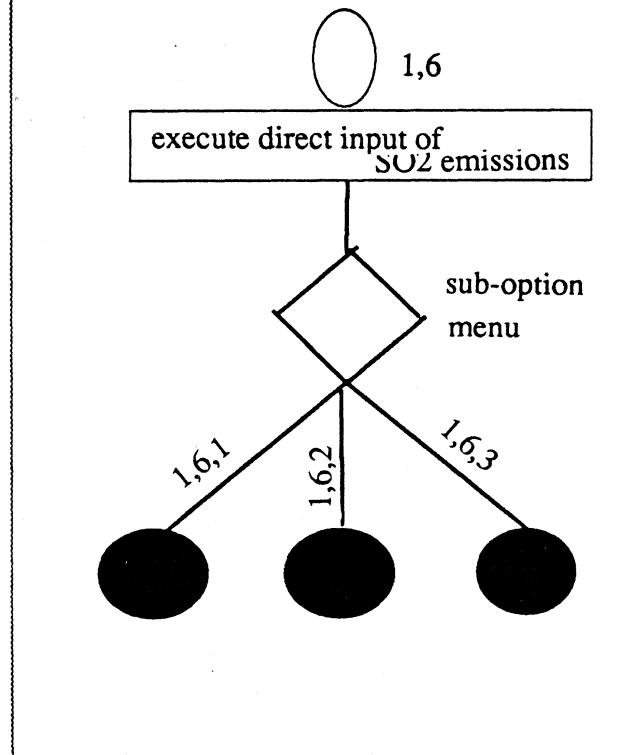 1,6
execute direct input of
SO2 emissions
sub-option
menu
1,6,1
1,6,2
1,6,3